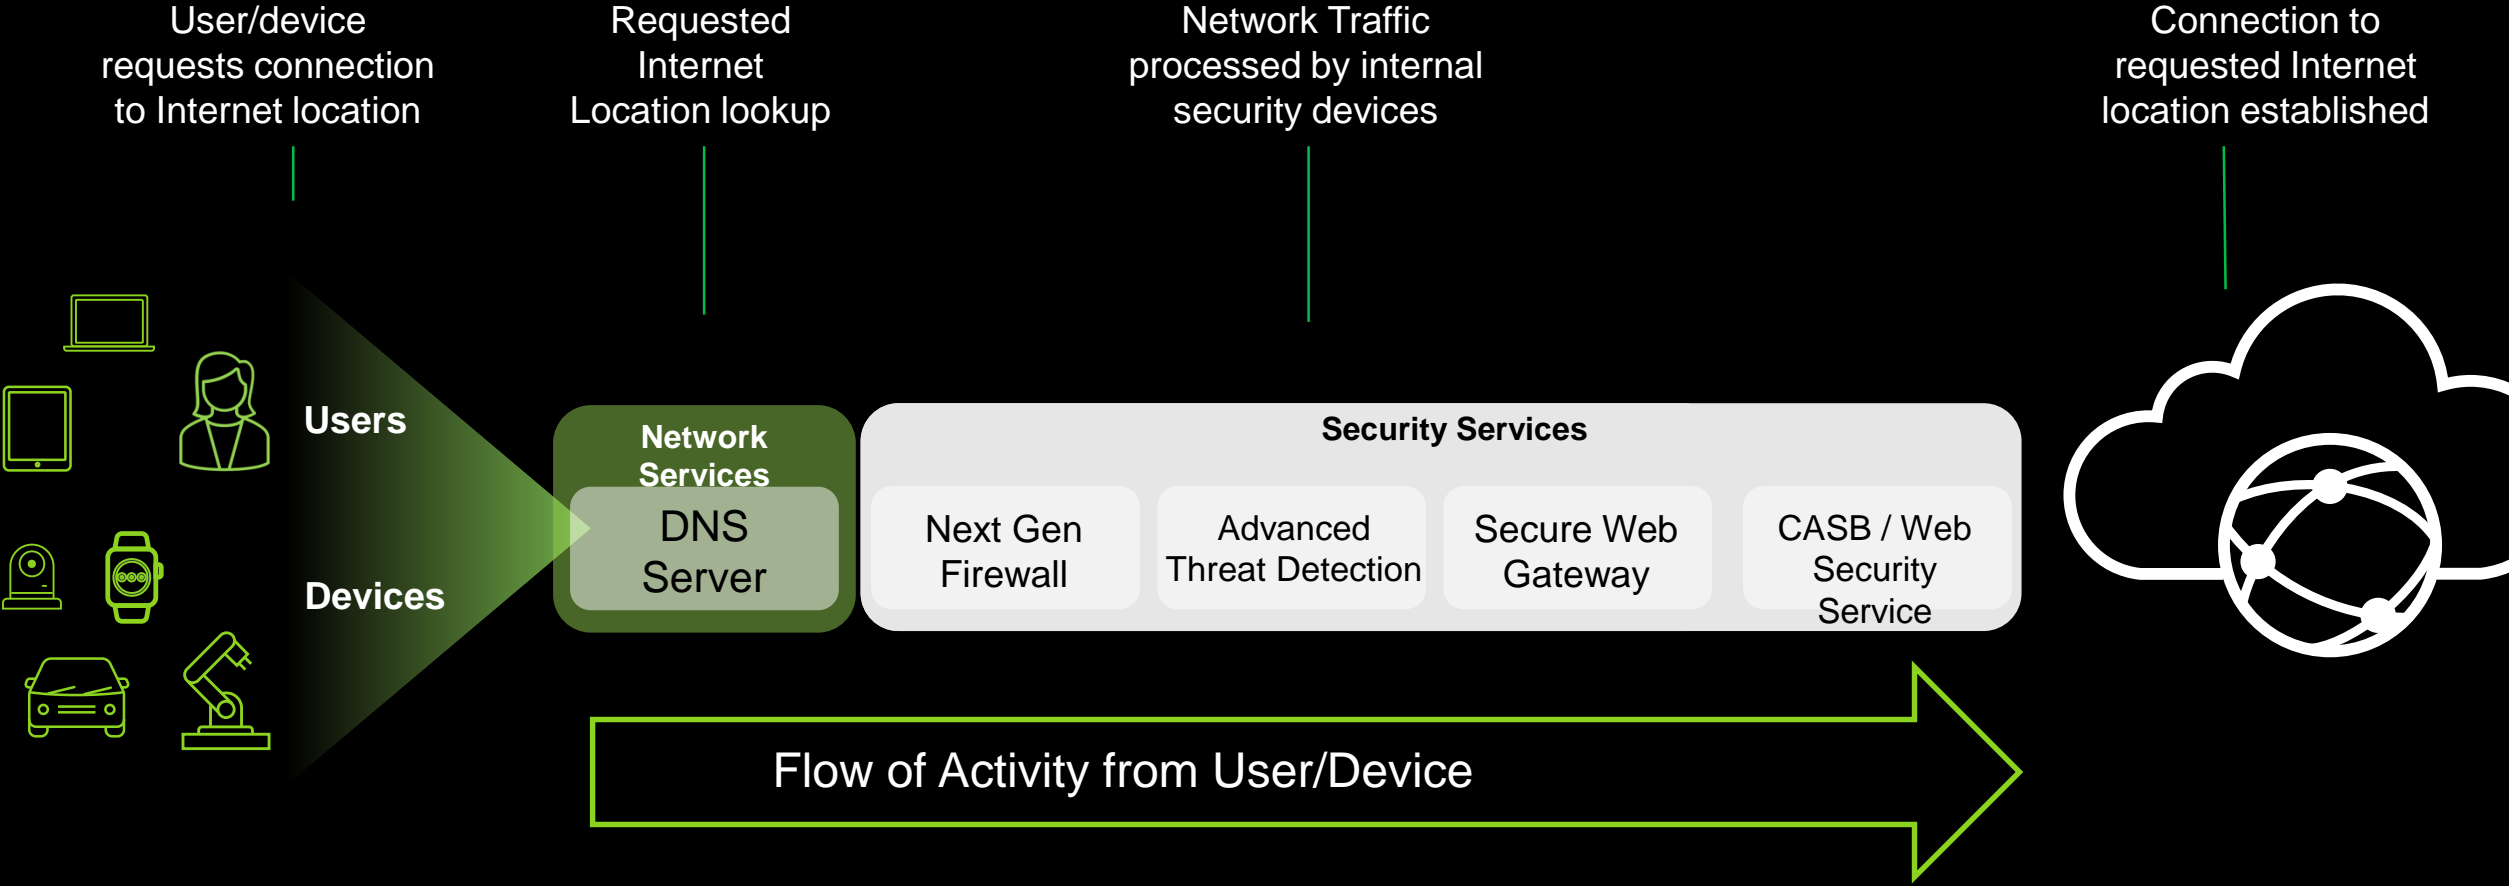 User/device
requests connection
to Internet location
Requested
Internet
Location lookup
Network Traffic
processed by internal
security devices
Connection to
requested Internet
location established
Users
Devices
Network
Services
DNS
Server
Security Services
Next Gen
Firewall
Advanced
Threat Detection
Secure Web
Gateway
CASB / Web
Security
Service
Flow of Activity from User/Device